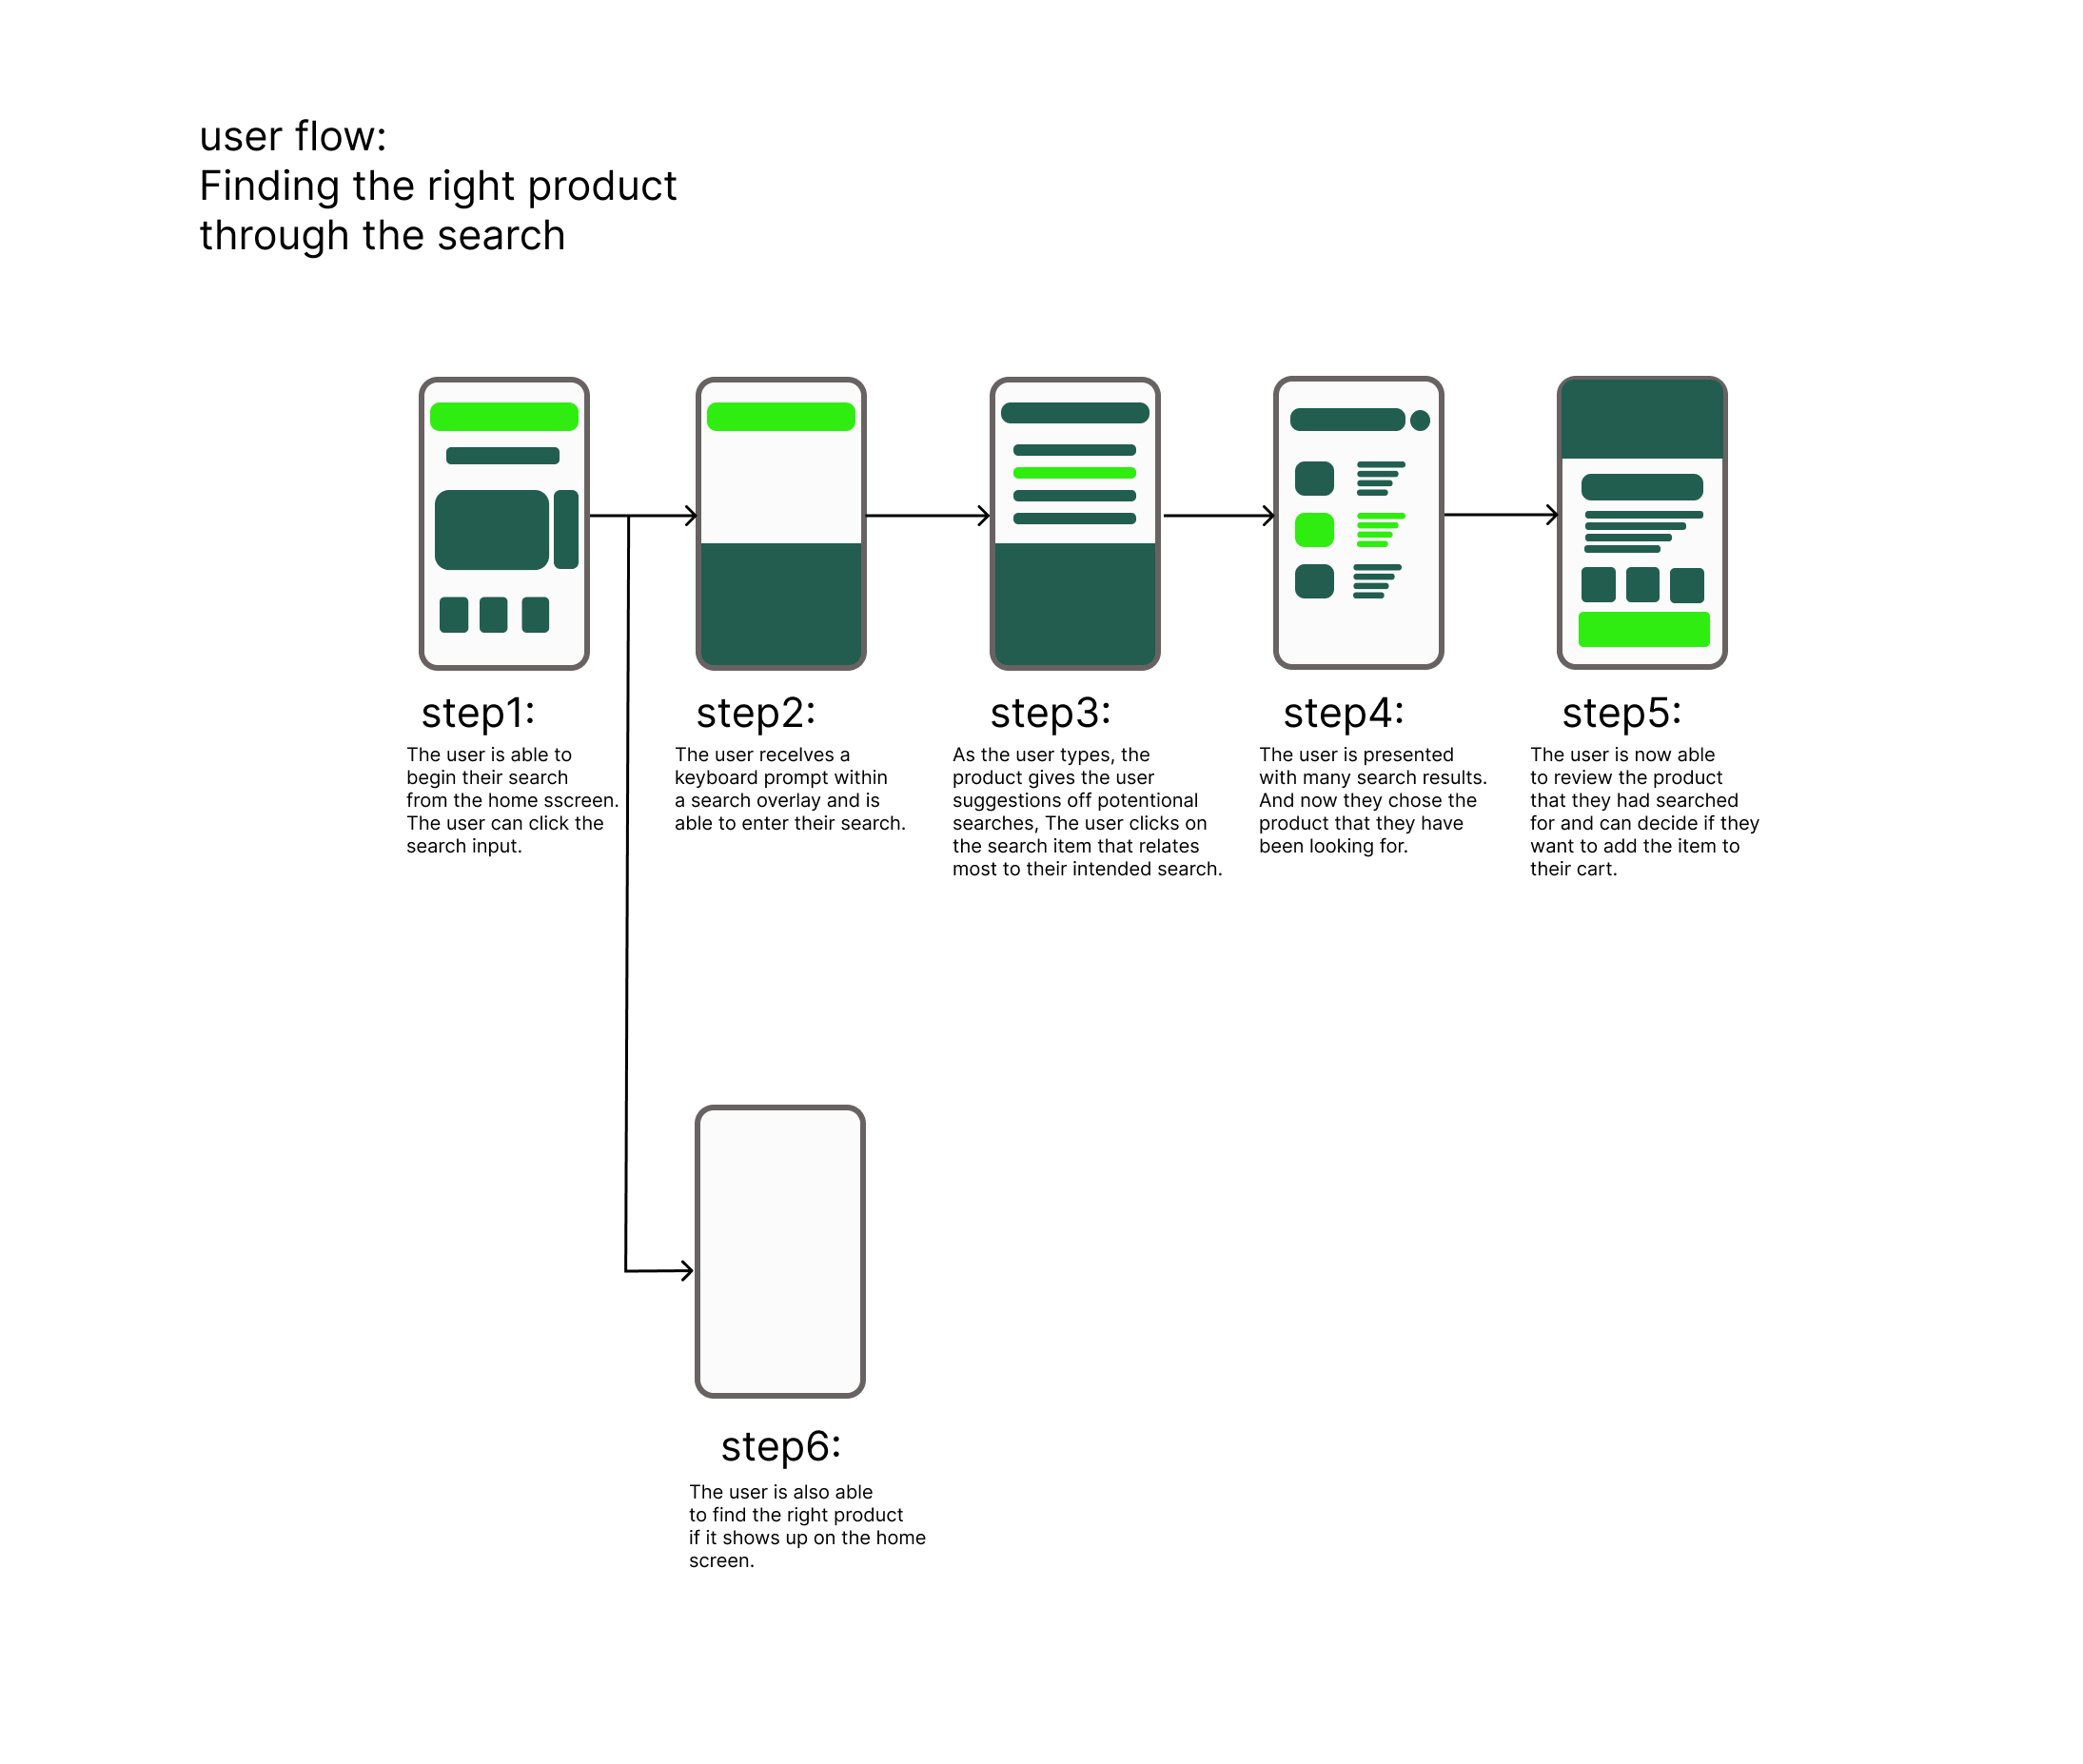 user flow:
Finding the right product
through the search
step1:
The user is able to
begin their search
from the home sscreen.
The user can click the
search input.
step2:
The user recelves a
keyboard prompt within
a search overlay and is
able to enter their search.
step3:
As the user types, the
product gives the user
suggestions off potentional
searches, The user clicks on
the search item that relates
most to their intended search.
step4:
The user is presented
with many search results.
And now they chose the
product that they have
been looking for.
step5:
The user is now able
to review the product
that they had searched
for and can decide if they
want to add the item to
their cart.
step6:
The user is also able
to find the right product
if it shows up on the home
screen.